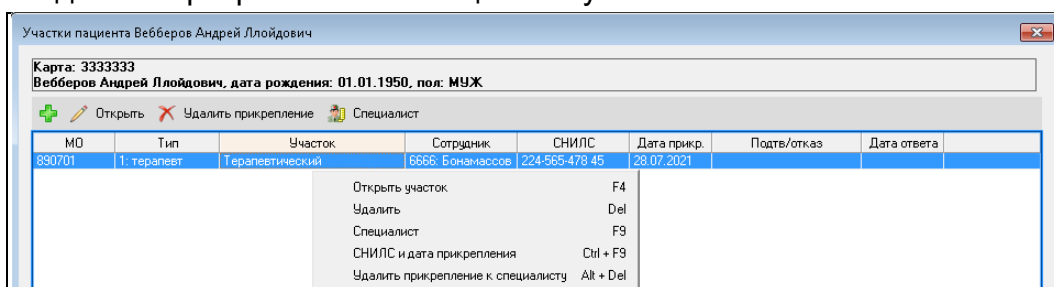 Участки пациента Вебберов Андрей Ллойдович
Карта: 3333333
Вебберов Андрей Ллойдович, дата рождения: 01.01.1950, пол: МУЖ
Открыть Удалить прикрепление Специалист
МО Тип Участок Сотрудник СНИЛС Дата прикр. Подтв/отказ Дата ответа
890701 1: терапевт Терапевтический 6666: Бонамассов 224-565-478 45 28.07.2021
Открыть участок F4
Удалить Del
Специалист F9
СНИЛС и дата прикрепления Ctrl + F9
Удалить прикрепление к специалисту Alt + Del